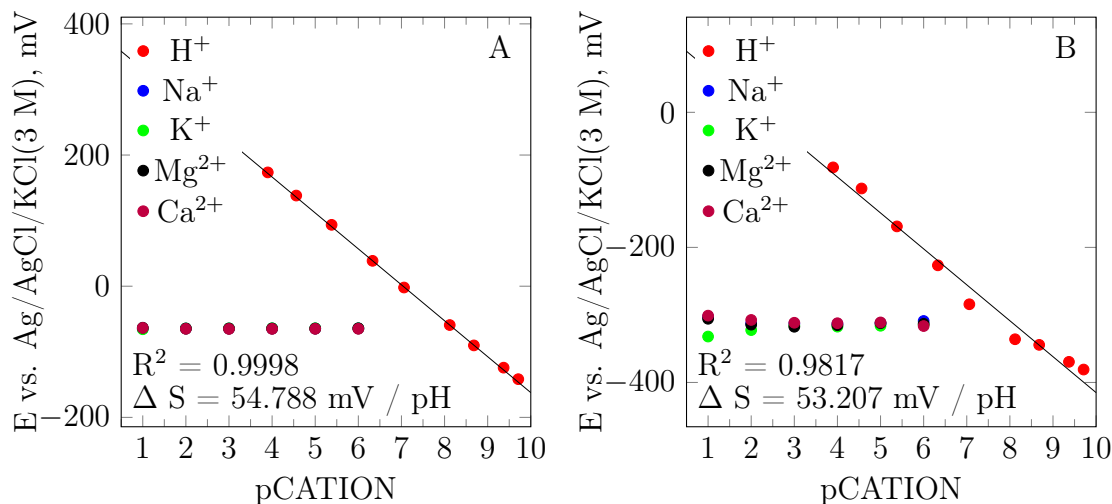 E vs. Ag/AgCl/KCl(3 M), mV
400
200
0
−200
A
H⁺
Na⁺
K⁺
Mg²⁺
Ca²⁺
R² = 0.9998
Δ S = 54.788 mV / pH
1 2 3 4 5 6 7 8 9 10
pCATION
E vs. Ag/AgCl/KCl(3 M), mV
0
−200
−400
B
H⁺
Na⁺
K⁺
Mg²⁺
Ca²⁺
R² = 0.9817
Δ S = 53.207 mV / pH
1 2 3 4 5 6 7 8 9 10
pCATION